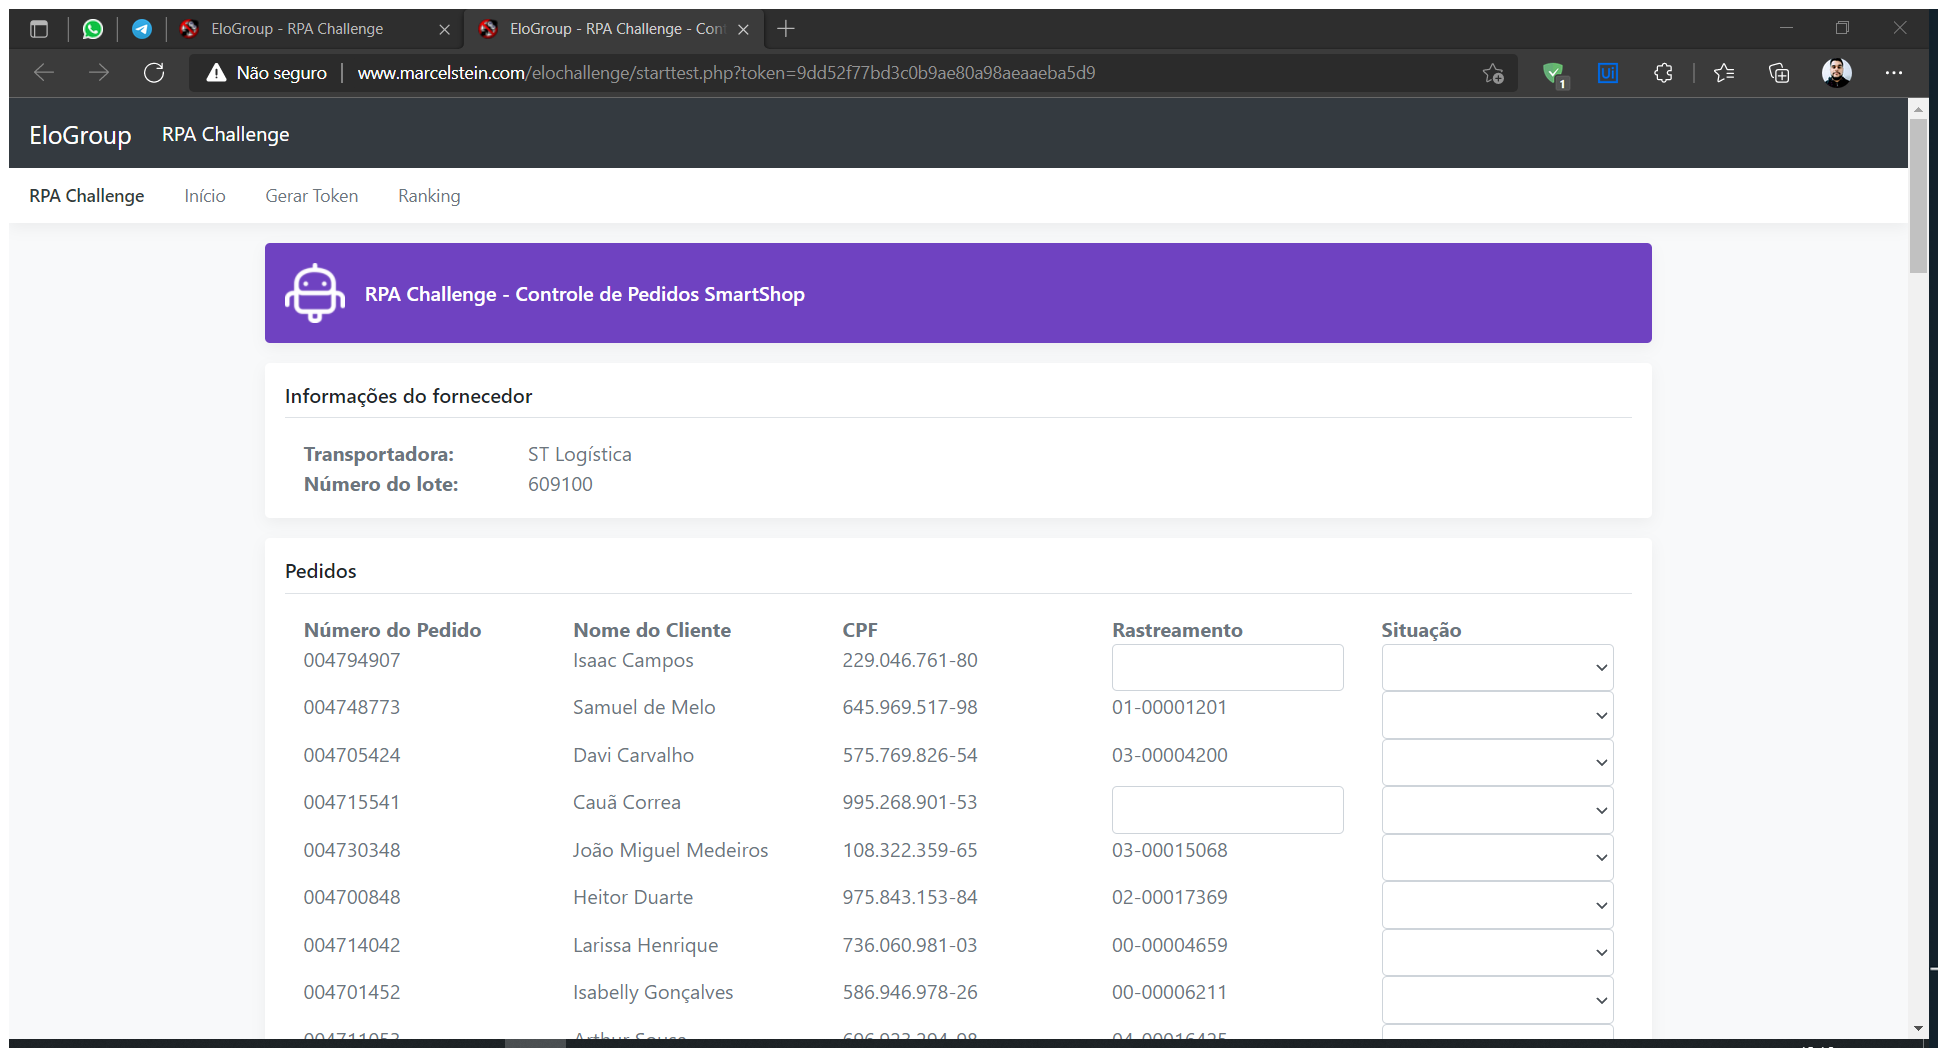 EloGroup - RPA Challenge
EloGroup - RPA Challenge - Con
Não seguro www.marcelstein.com/elochallenge/starttest.php?token=9dd52f77bd3c0b9ae80a98aeaaeba5d9
Ui
1
EloGroup RPA Challenge
RPA Challenge Início Gerar Token Ranking
RPA Challenge - Controle de Pedidos SmartShop
Informações do fornecedor
Transportadora: ST Logística
Número do lote: 609100
Pedidos
Número do Pedido Nome do Cliente CPF Rastreamento Situação
004794907 Isaac Campos 229.046.761-80
004748773 Samuel de Melo 645.969.517-98 01-00001201
004705424 Davi Carvalho 575.769.826-54 03-00004200
004715541 Cauã Correa 995.268.901-53
004730348 João Miguel Medeiros 108.322.359-65 03-00015068
004700848 Heitor Duarte 975.843.153-84 02-00017369
004714042 Larissa Henrique 736.060.981-03 00-00004659
004701452 Isabelly Gonçalves 586.946.978-26 00-00006211